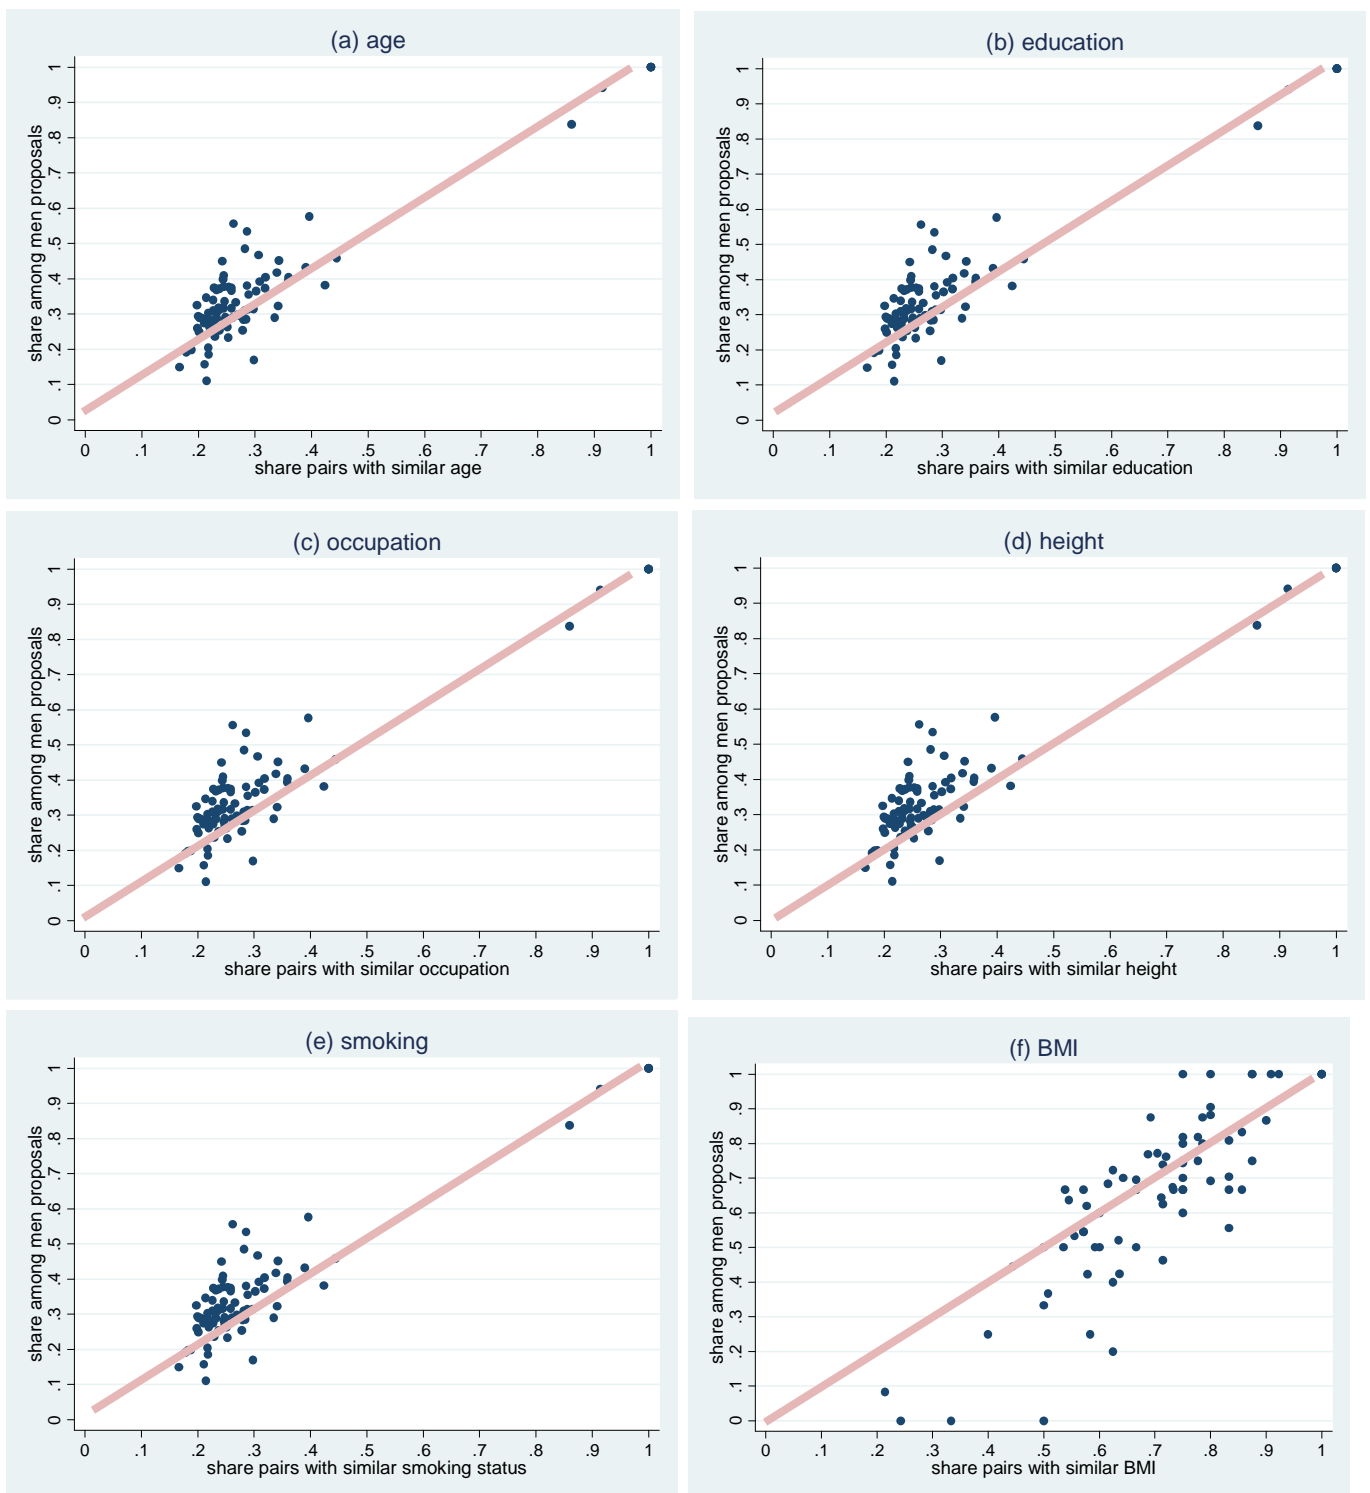 (a) age
share among men proposals
0 .1 .2 .3 .4 .5 .6 .7 .8 .9 1
0 .1 .2 .3 .4 .5 .6 .7 .8 .9 1
share pairs with similar age
(b) education
share among men proposals
0 .1 .2 .3 .4 .5 .6 .7 .8 .9 1
0 .1 .2 .3 .4 .5 .6 .7 .8 .9 1
share pairs with similar education
(c) occupation
share among men proposals
0 .1 .2 .3 .4 .5 .6 .7 .8 .9 1
0 .1 .2 .3 .4 .5 .6 .7 .8 .9 1
share pairs with similar occupation
(d) height
share among men proposals
0 .1 .2 .3 .4 .5 .6 .7 .8 .9 1
0 .1 .2 .3 .4 .5 .6 .7 .8 .9 1
share pairs with similar height
(e) smoking
share among men proposals
0 .1 .2 .3 .4 .5 .6 .7 .8 .9 1
0 .1 .2 .3 .4 .5 .6 .7 .8 .9 1
share pairs with similar smoking status
(f) BMI
share among men proposals
0 .1 .2 .3 .4 .5 .6 .7 .8 .9 1
0 .1 .2 .3 .4 .5 .6 .7 .8 .9 1
share pairs with similar BMI